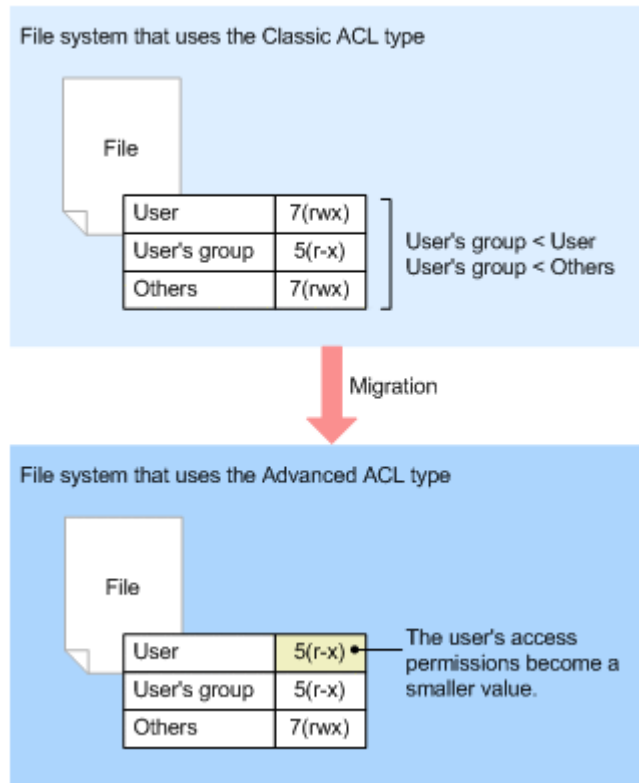 File system that uses the Classic ACL type
File
User 7(rwx)
User's group 5(r-x)
Others 7(rwx)
User's group < User
User's group < Others
Migration
File system that uses the Advanced ACL type
File
User 5(r-x)
User's group 5(r-x)
Others 7(rwx)
The user's access
permissions become a
smaller value.